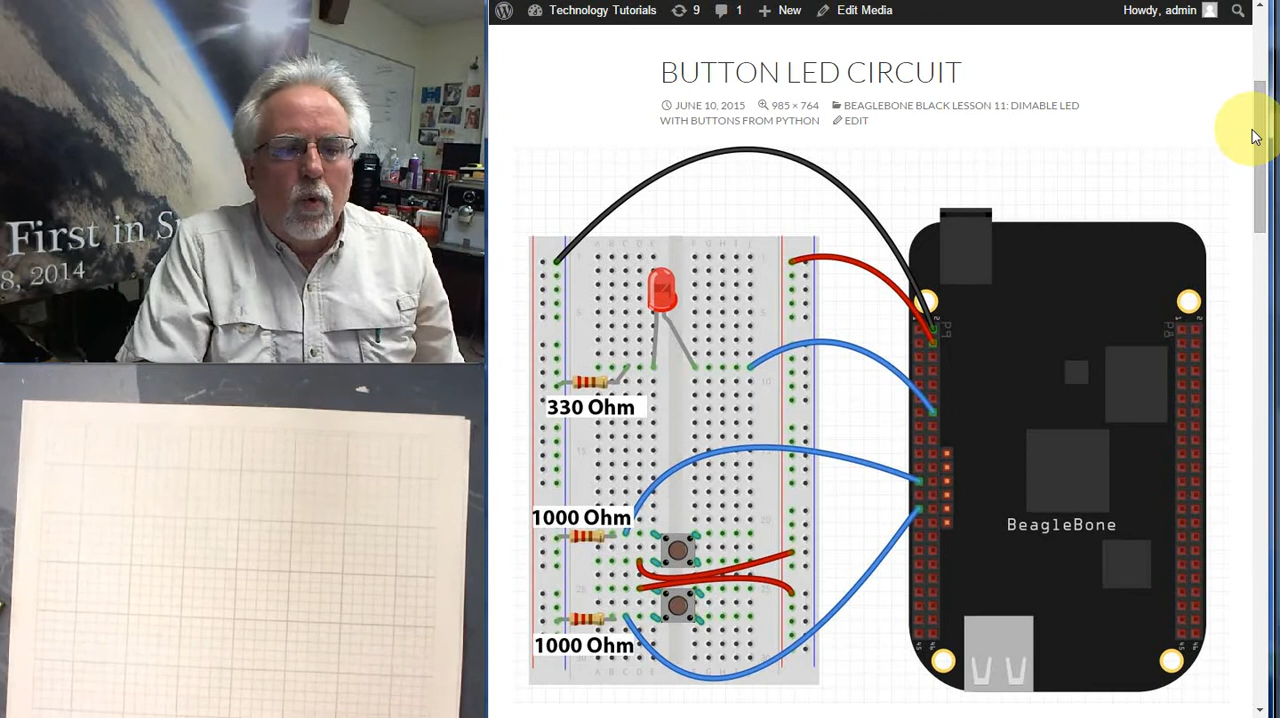 Technology Tutorials 9 1 New Edit Media Howdy, admin
BUTTON LED CIRCUIT
JUNE 10, 2015 985 × 764 BEAGLEBONE BLACK LESSON 11: DIMABLE LED
WITH BUTTONS FROM PYTHON EDIT
First in S
8, 2014
330 Ohm
1000 Ohm
1000 Ohm
BeagleBone